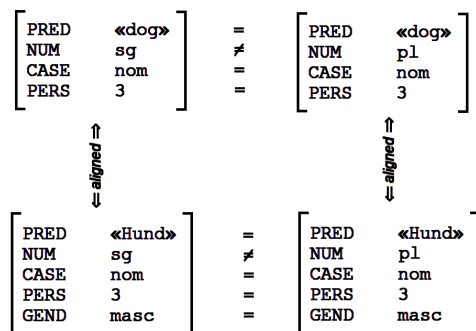 PRED «dog» = PRED «dog»
NUM sg ≠ NUM pl
CASE nom = CASE nom
PERS 3 = PERS 3
⇐ aligned ⇒ ⇐ aligned ⇒
PRED «Hund» = PRED «Hund»
NUM sg ≠ NUM pl
CASE nom = CASE nom
PERS 3 = PERS 3
GEND masc = GEND masc